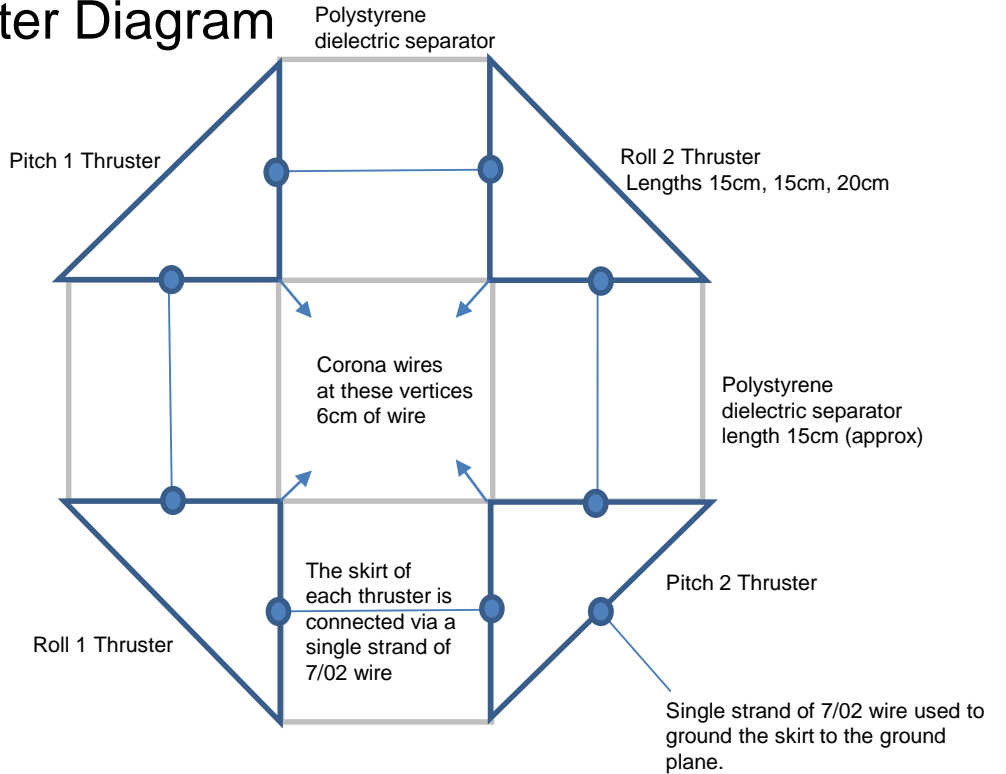 ter Diagram
Polystyrene
dielectric separator
Pitch 1 Thruster
Roll 2 Thruster
Lengths 15cm, 15cm, 20cm
Corona wires
at these vertices
6cm of wire
Polystyrene
dielectric separator
length 15cm (approx)
The skirt of
each thruster is
connected via a
single strand of
7/02 wire
Pitch 2 Thruster
Roll 1 Thruster
Single strand of 7/02 wire used to
ground the skirt to the ground
plane.